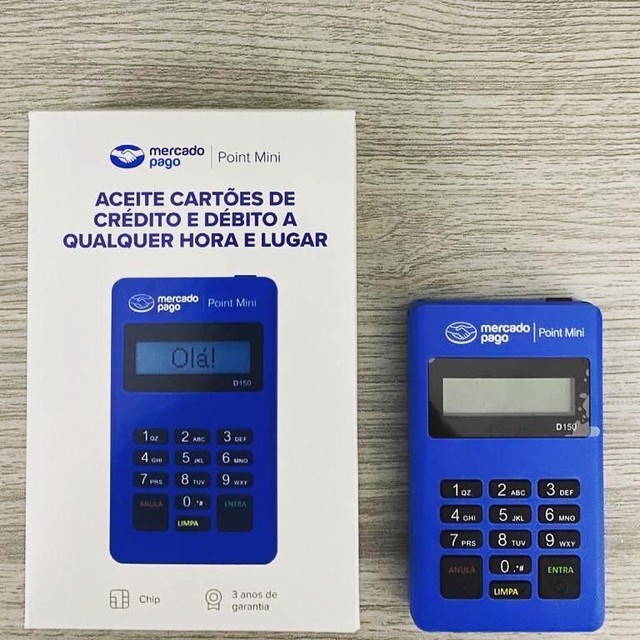 mercado
pago
Point Mini
ACEITE CARTÕES DE
CRÉDITO E DÉBITO A
QUALQUER HORA E LUGAR
mercado
pago
Point Mini
Olá!
D150
1 QZ 2 ABC 3 DEF
4 GHI 5 JKL 6 MNO
7 PRS 8 TUV 9 WXY
ANULA 0 .*# ENTRA
LIMPA
Chip
3 anos de
garantia
mercado
pago
Point Mini
D150
1 QZ 2 ABC 3 DEF
4 GHI 5 JKL 6 MNO
7 PRS 8 TUV 9 WXY
ANULA 0 .*# ENTRA
LIMPA